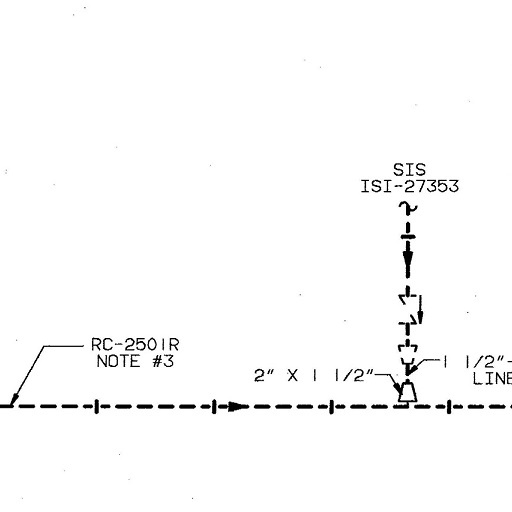 SIS
ISI-27353
RC-2501R
NOTE #3
2" X 1 1/2"
1 1/2"-
LINE